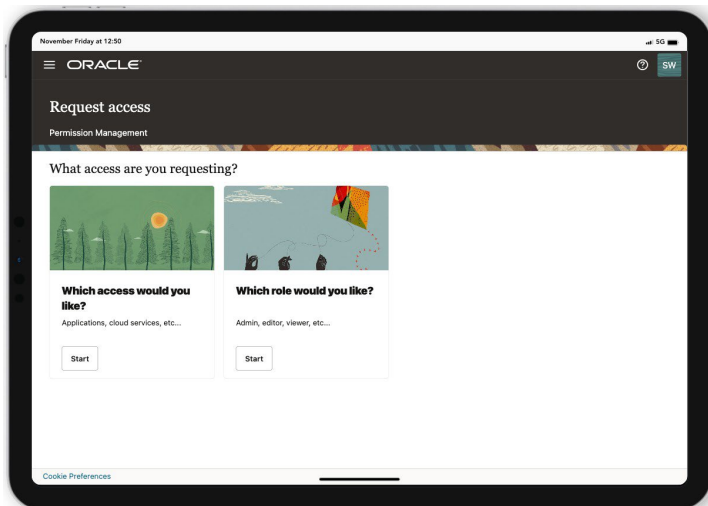 November Friday at 12:50
5G
ORACLE
SW
Request access
Permission Management
What access are you requesting?
Which access would you
like?
Applications, cloud services, etc...
Start
Which role would you like?
Admin, editor, viewer, etc...
Start
Cookie Preferences